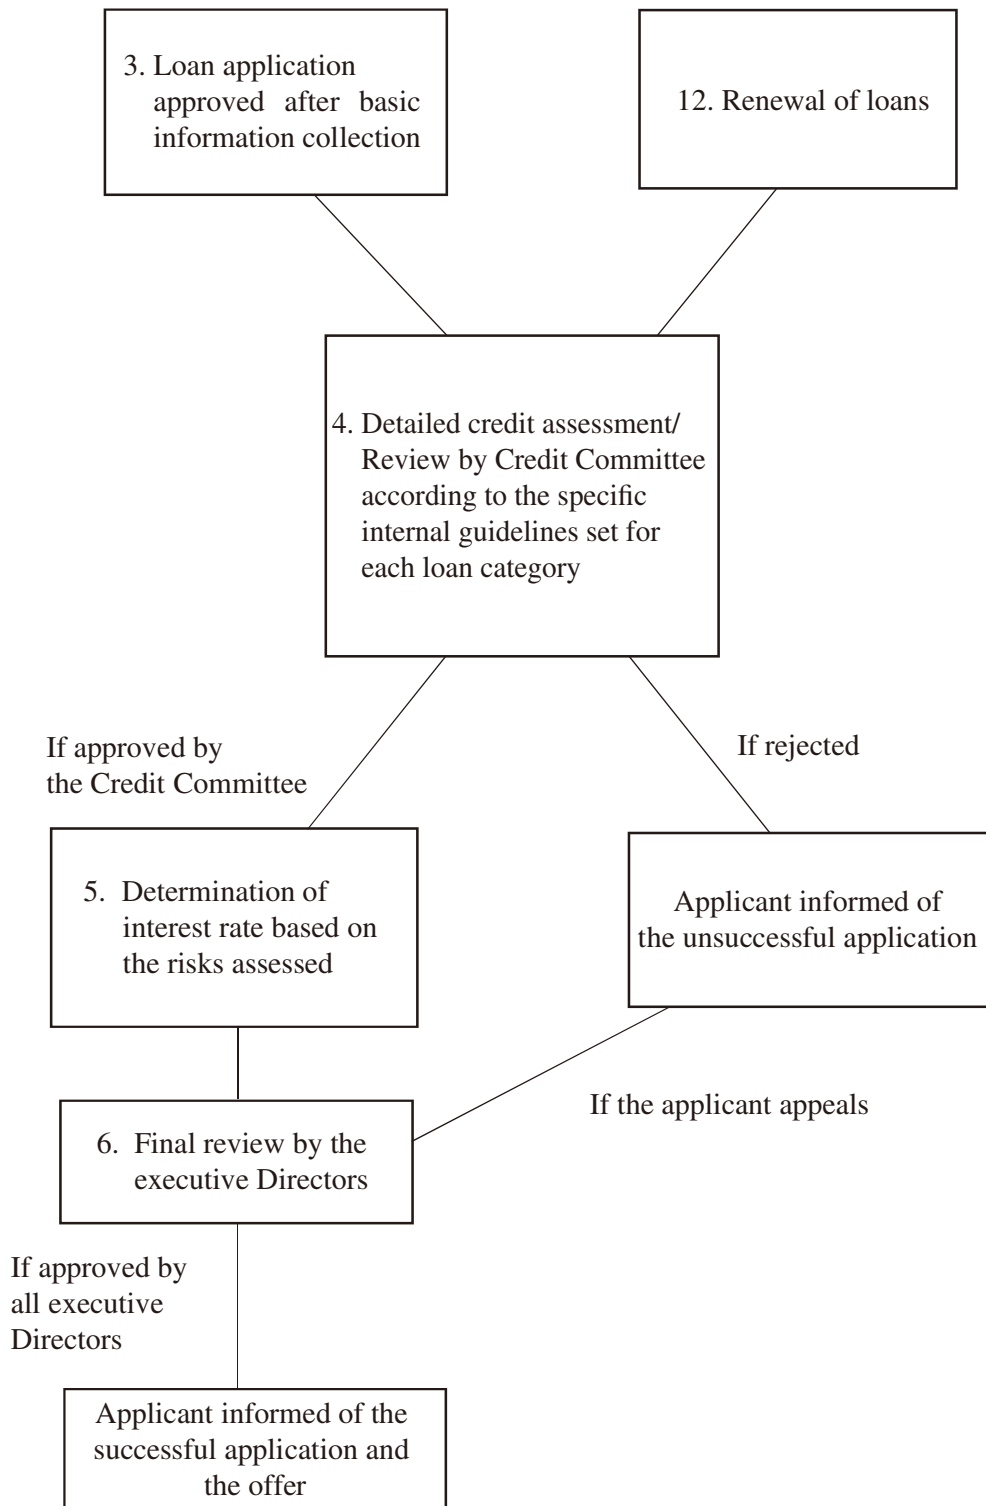 3. Loan application
approved after basic
information collection
12. Renewal of loans
4. Detailed credit assessment/
Review by Credit Committee
according to the specific
internal guidelines set for
each loan category
If approved by
the Credit Committee
If rejected
5. Determination of
interest rate based on
the risks assessed
Applicant informed of
the unsuccessful application
If the applicant appeals
6. Final review by the
executive Directors
If approved by
all executive
Directors
Applicant informed of the
successful application and
the offer